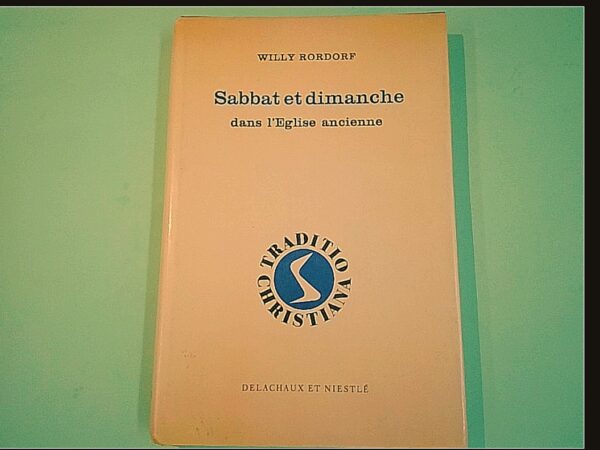 WILLY RORDORF
Sabbat et dimanche
dans l'Eglise ancienne
TRADITIO
CHRISTIANA
DELACHAUX ET NIESTLÉ